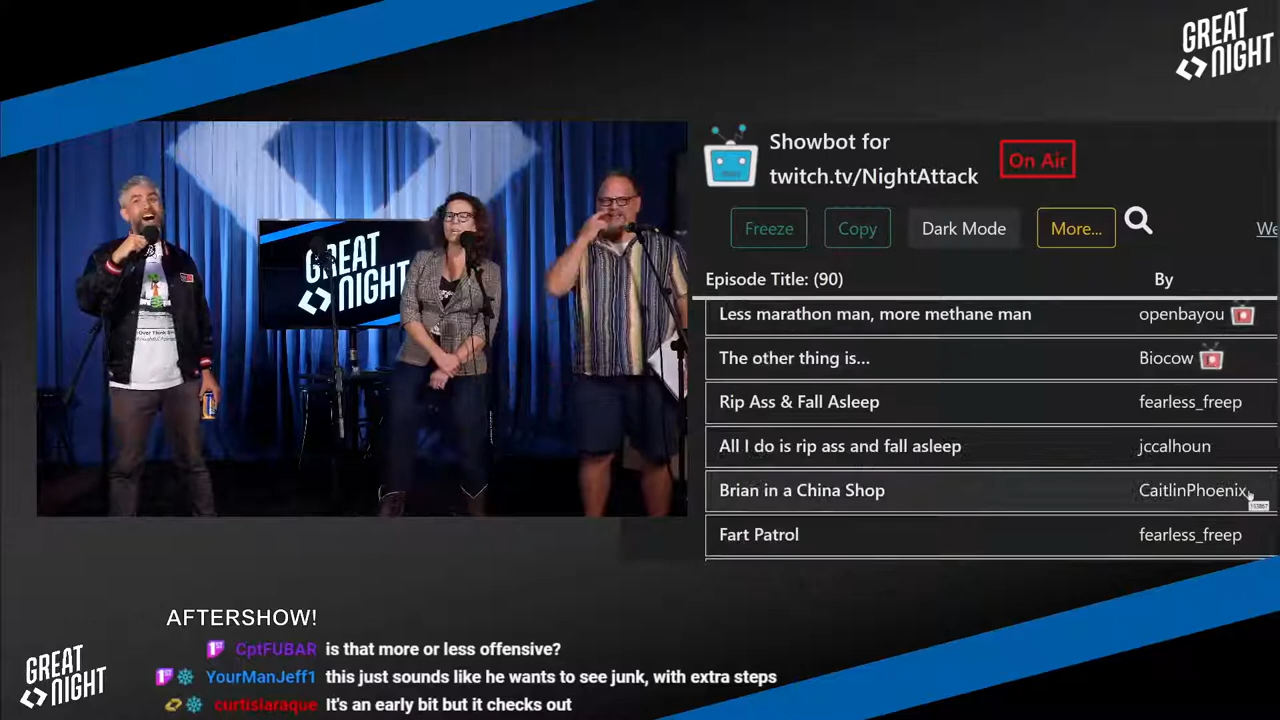 GREAT
NIGHT
Showbot for
twitch.tv/NightAttack
On Air
Freeze
Copy
Dark Mode
More...
We
Episode Title: (90)
By
Less marathon man, more methane man
openbayou
The other thing is...
Biocow
Rip Ass & Fall Asleep
fearless_freep
All I do is rip ass and fall asleep
jccalhoun
Brian in a China Shop
CaitlinPhoenix
Fart Patrol
fearless_freep
GREAT
NIGHT
AFTERSHOW!
CptFUBAR is that more or less offensive?
YourManJeff1 this just sounds like he wants to see junk, with extra steps
curtislaraque It's an early bit but it checks out
GREAT
NIGHT